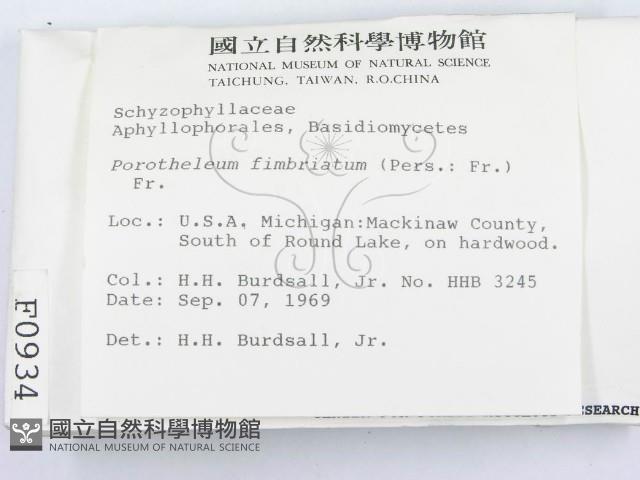 國立自然科學博物館
NATIONAL MUSEUM OF NATURAL SCIENCE
TAICHUNG, TAIWAN, R.O.CHINA
Schyzophyllaceae
Aphyllophorales, Basidiomycetes
Porotheleum fimbriatum (Pers.: Fr.)
Fr.
Loc.: U.S.A. Michigan:Mackinaw County,
South of Round Lake, on hardwood.
Col.: H.H. Burdsall, Jr. No. HHB 3245
Date: Sep. 07, 1969
Det.: H.H. Burdsall, Jr.
F0934
國立自然科學博物館
NATIONAL MUSEUM OF NATURAL SCIENCE